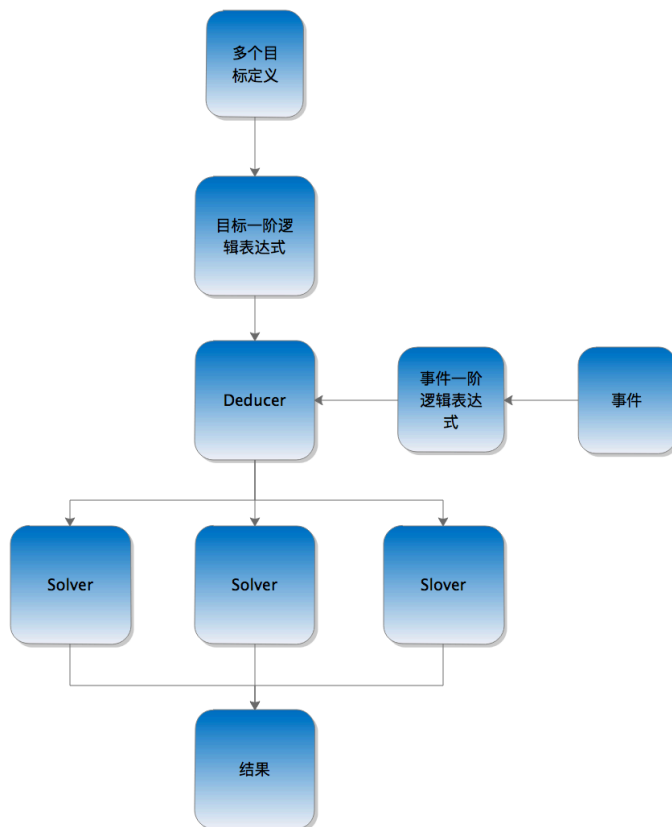 多个目
标定义
目标一阶逻
辑表达式
Deducer
事件一阶
逻辑表达
式
事件
Solver
Solver
Slover
结果